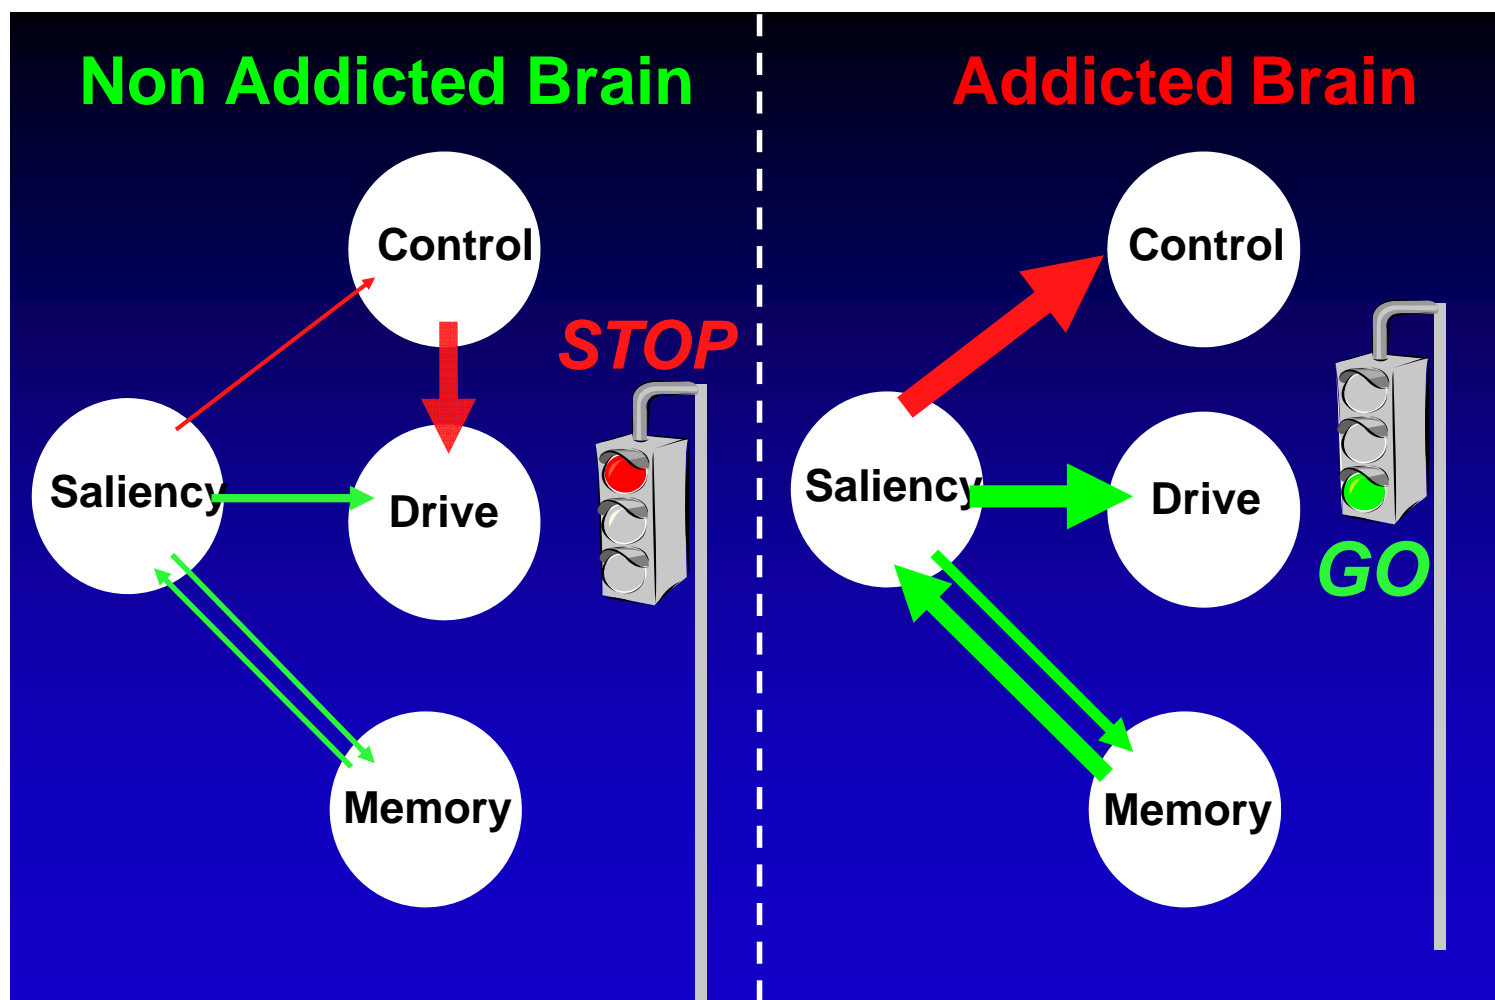 Non Addicted Brain
Control
STOP
Saliency
Drive
Memory
Addicted Brain
Control
Saliency
Drive
GO
Memory